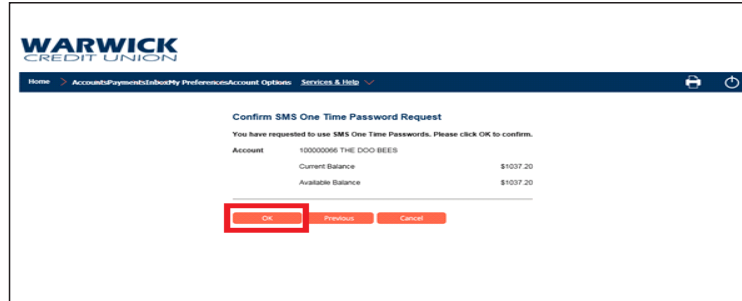 WARWICK
CREDIT UNION
Home AccountsPaymentsInboxMy PreferencesAccount Options Services & Help
Confirm SMS One Time Password Request
You have requested to use SMS One Time Passwords. Please click OK to confirm.
Account 100000066 THE DOO BEES
Current Balance $1037.20
Available Balance $1037.20
OK Previous Cancel